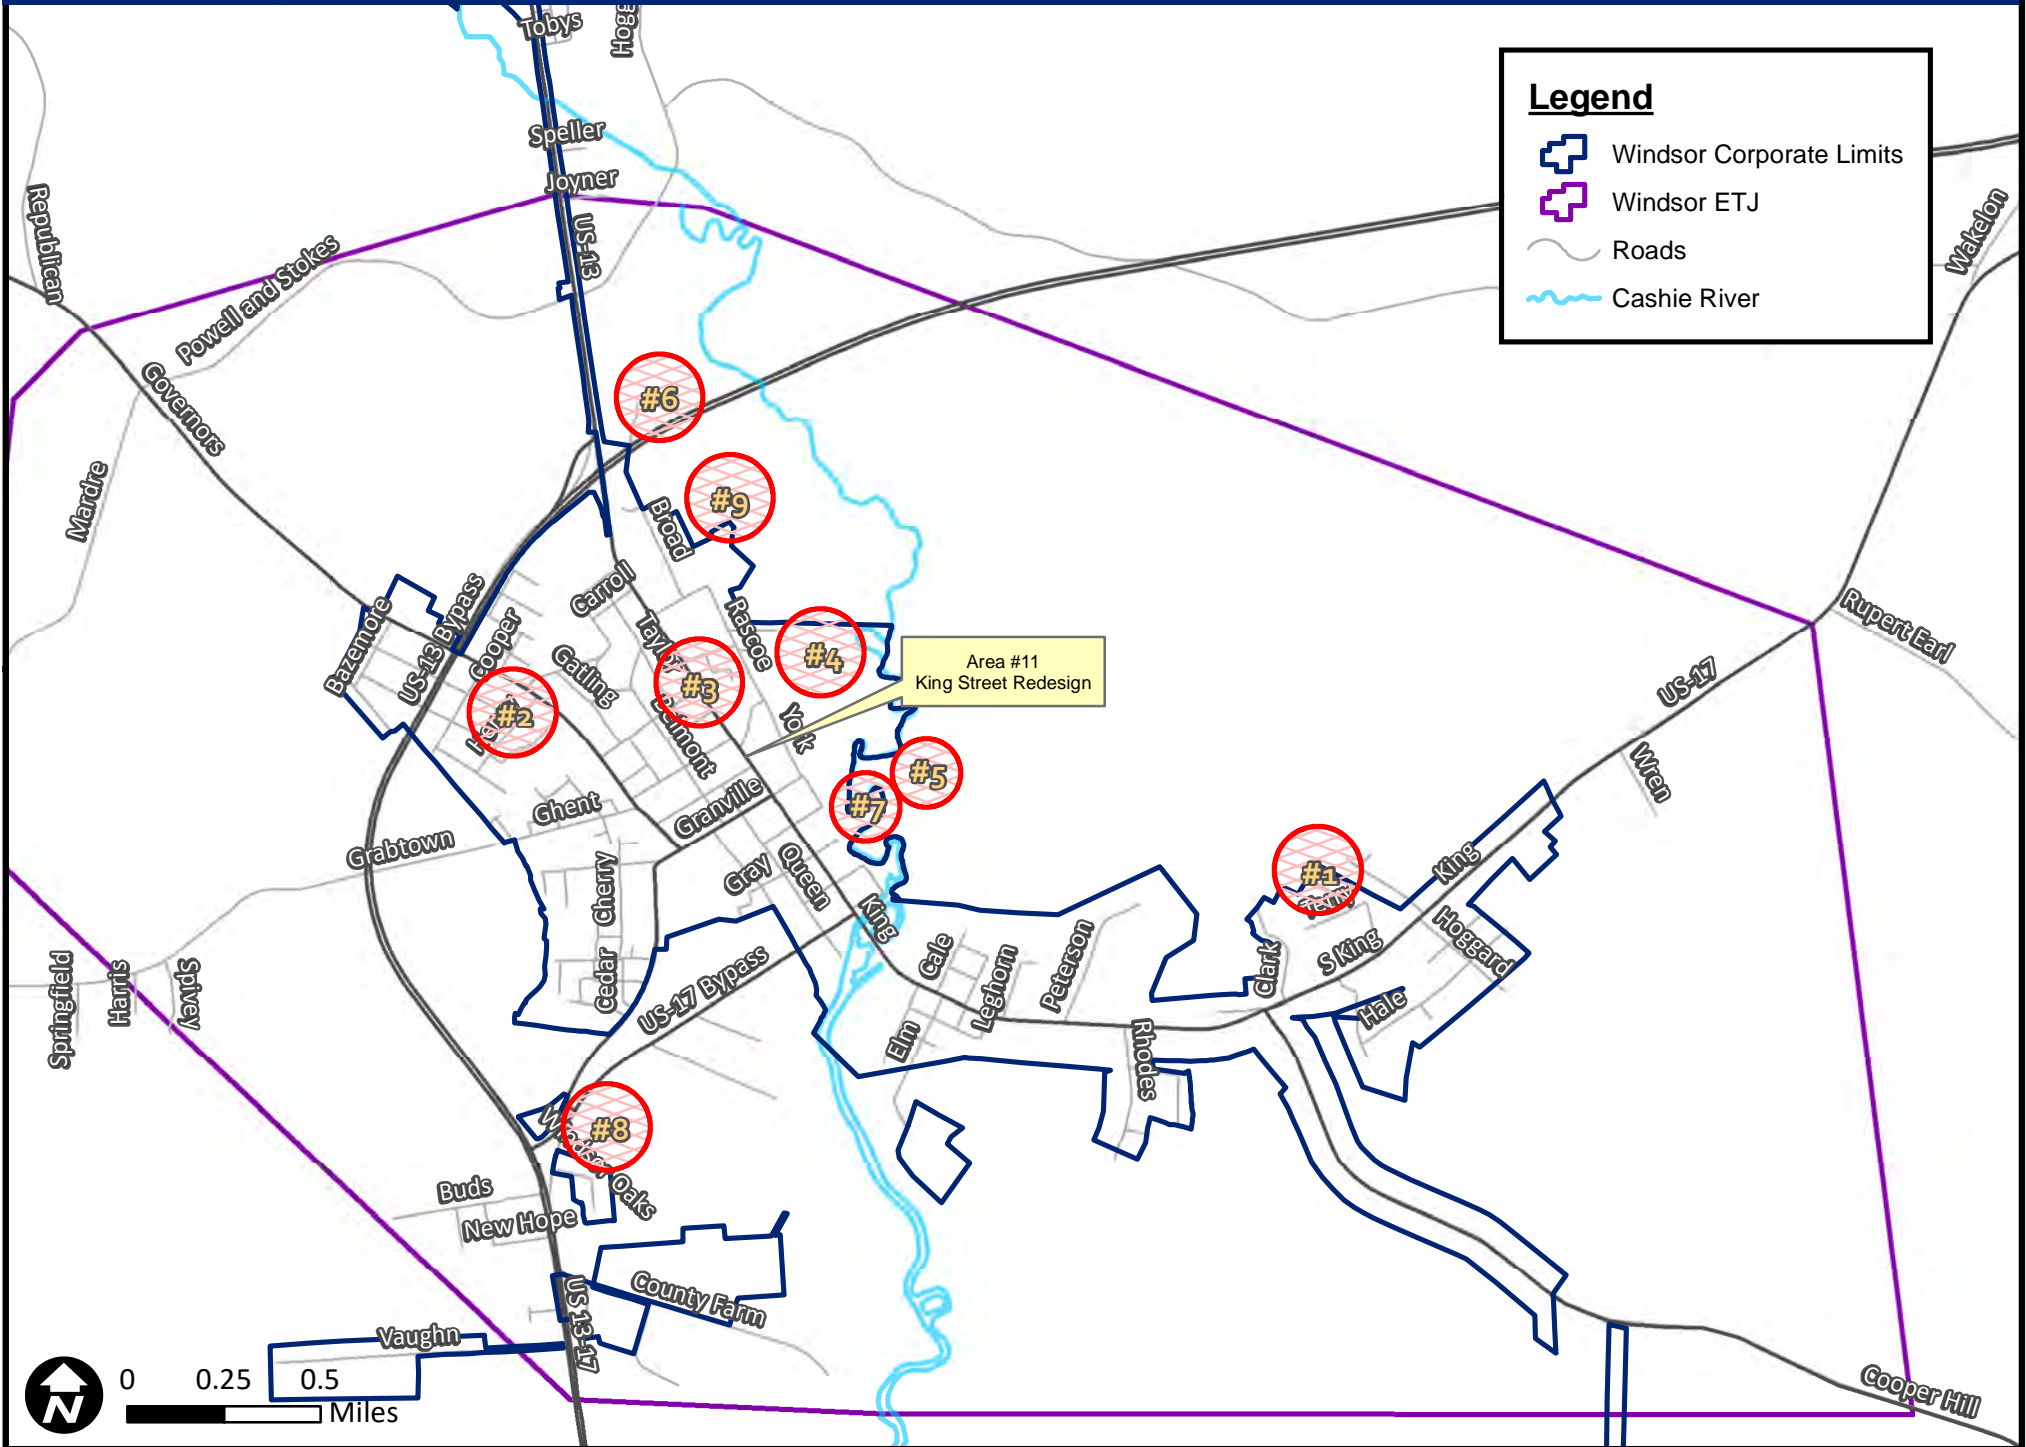 Tobys
Speller
Joyner
US-13
Republican
Powell and Stokes
Governors
Mardre
Legend
Windsor Corporate Limits
Windsor ETJ
Roads
Cashie River
Wakelon
#6
#9
Broad
Carroll
Bazemore
US-13 Bypass
Cooper
Gatling
Rascoe
#4
#3
#2
Area #11
King Street Redesign
York
#5
#7
Rupert Earl
US-17
Wren
Ghent
Granville
Grabtown
Cherry
Gray
Queen
King
#1
King
Hoggard
S King
Clark
Hale
Cale
Leghorn
Peterson
Elm
Rhodes
Cedar
US-17 Bypass
Springfield
Harris
Spivey
#8
Windsor Oaks
Buds
New Hope
US 13-17
County Farm
Vaughn
Cooper Hill
N
0 0.25 0.5
Miles